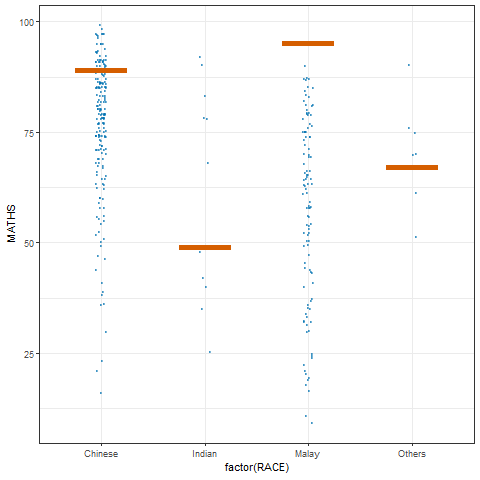 100
75
50
25
MATHS
Chinese
Indian
Malay
Others
factor(RACE)